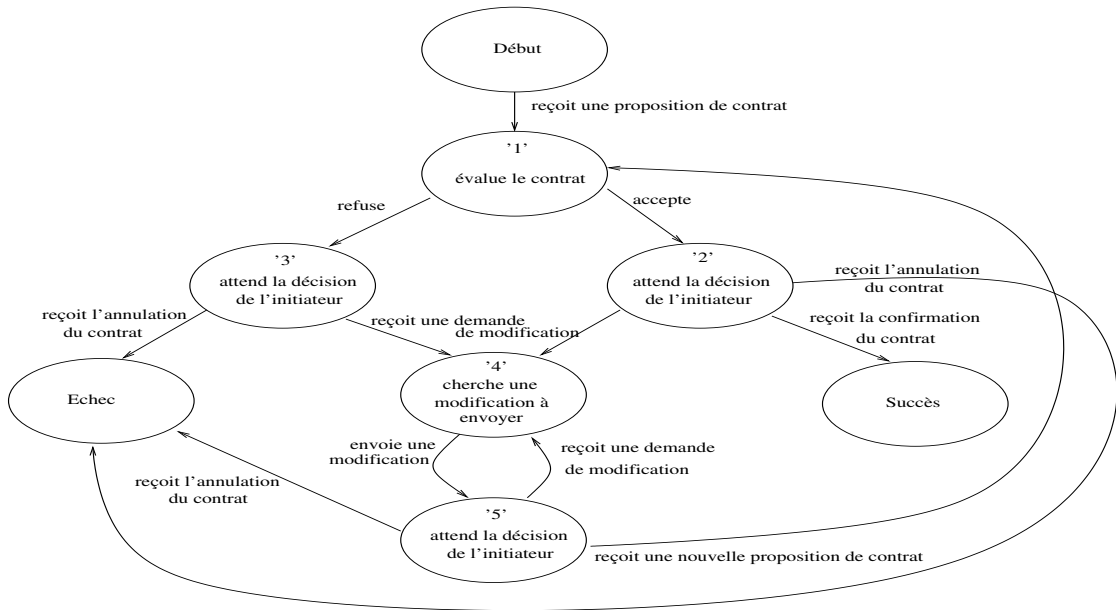 Début
reçoit une proposition de contrat
'1'
évalue le contrat
refuse
accepte
'3'
attend la décision
de l'initiateur
'2'
attend la décision
de l'initiateur
reçoit l'annulation
du contrat
reçoit l'annulation
du contrat
reçoit une demande
de modification
reçoit la confirmation
du contrat
Echec
'4'
cherche une
modification à
envoyer
Succès
envoie une
modification
reçoit une demande
de modification
reçoit l'annulation
du contrat
'5'
attend la décision
de l'initiateur
reçoit une nouvelle proposition de contrat